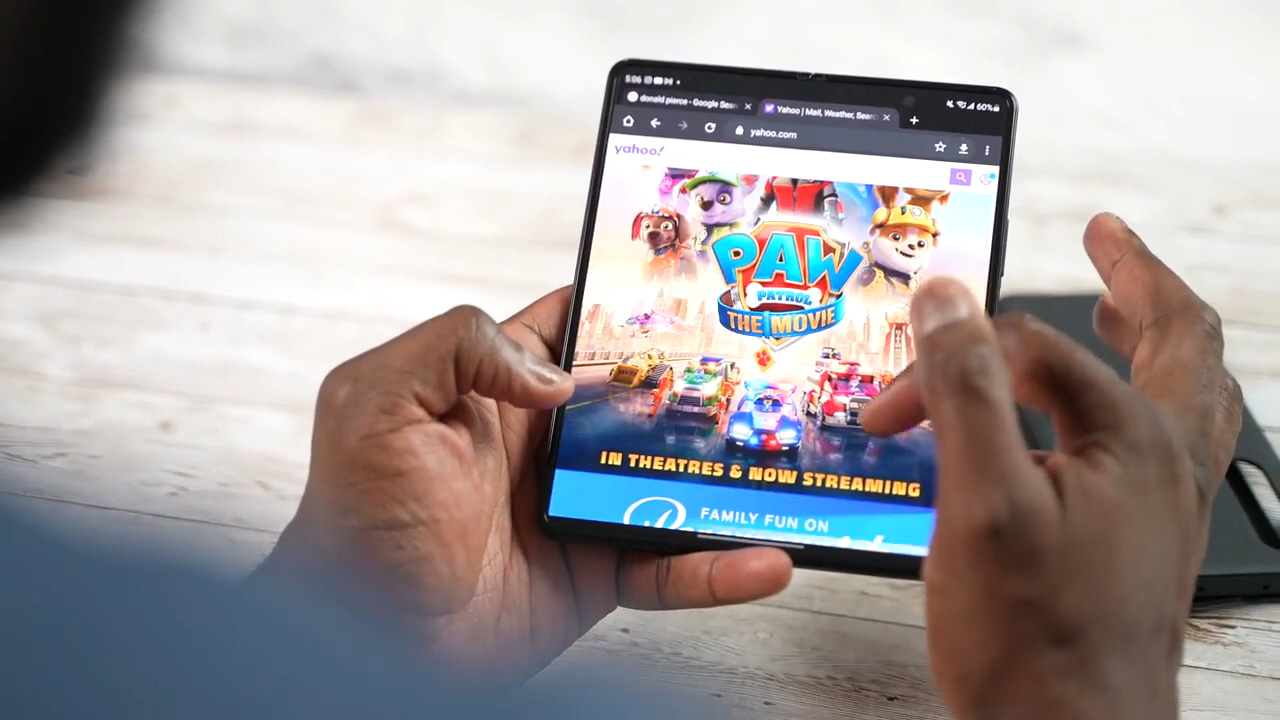 5:06
60%
donald pierce - Google Sear
Yahoo | Mail, Weather, Searc
yahoo.com
yahoo!
PAW
PATROL
THE MOVIE
IN THEATRES & NOW STREAMING
FAMILY FUN ON